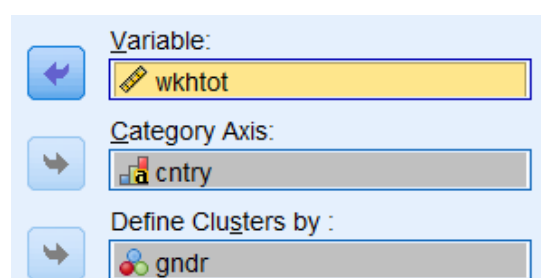 Variable:
wkhtot
Category Axis:
a cntry
Define Clusters by :
gndr